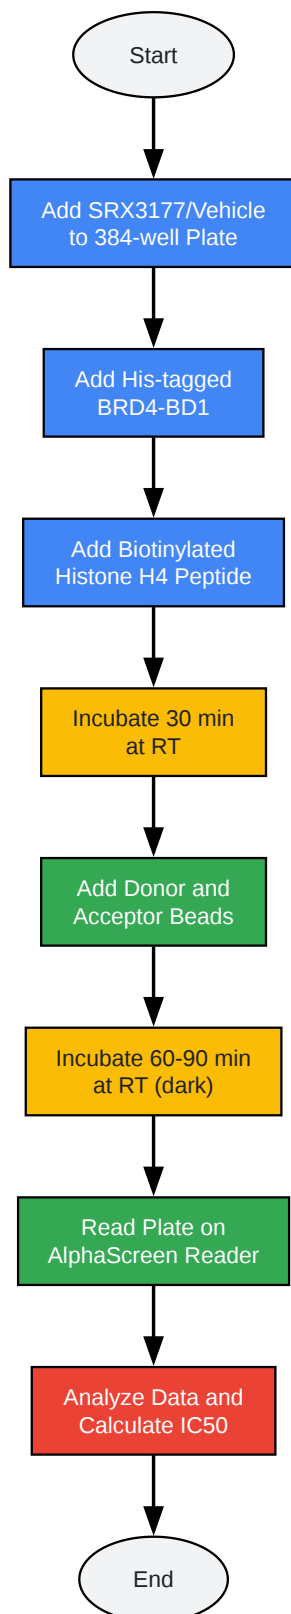 Start
Add SRX3177/Vehicle
to 384-well Plate
Add His-tagged
BRD4-BD1
Add Biotinylated
Histone H4 Peptide
Incubate 30 min
at RT
Add Donor and
Acceptor Beads
Incubate 60-90 min
at RT (dark)
Read Plate on
AlphaScreen Reader
Analyze Data and
Calculate IC50
End